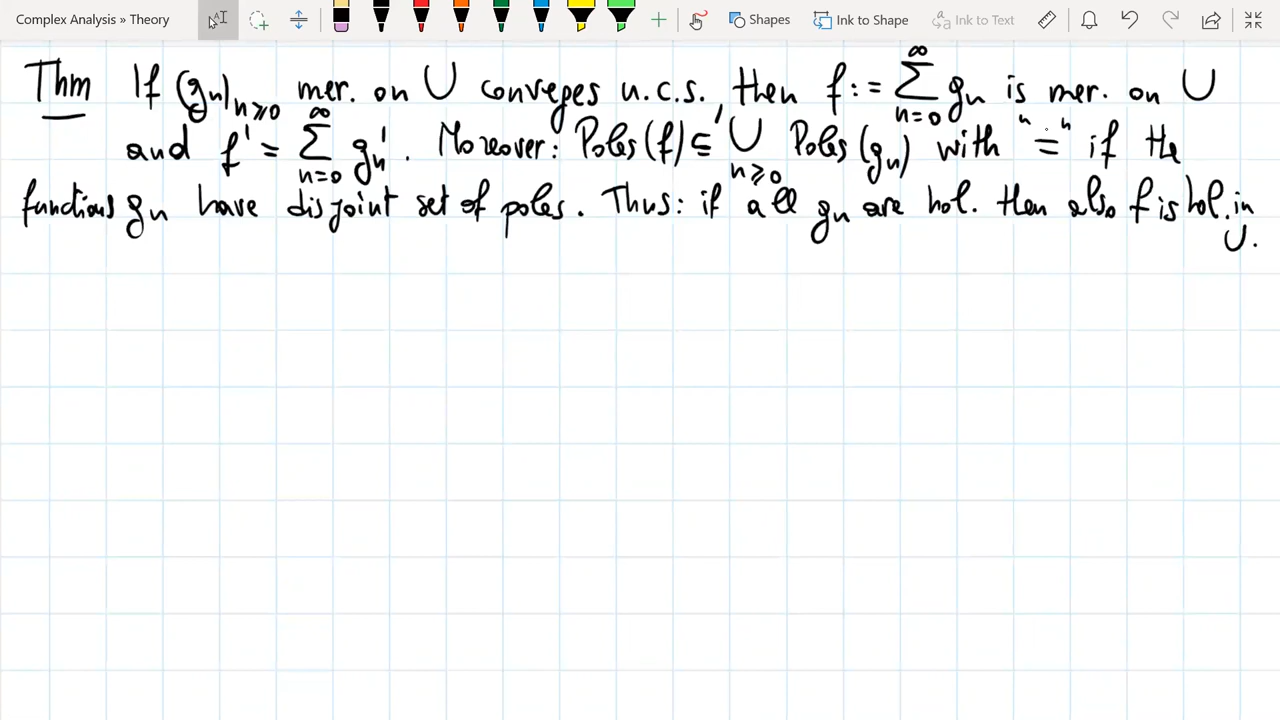 Complex Analysis » Theory
Shapes
Ink to Shape
Ink to Text
Thm If (gₙ)ₙ≥₀ mer. on U conveges u.c.s., then f := ∑_{n=0}^{∞} gₙ is mer. on U
and f' = ∑_{n=0}^{∞} gₙ'. Moreover: Poles(f) ⊆ ⋃_{n≥0} Poles(gₙ) with "=" if the
functions gₙ have disjoint set of poles. Thus: if all gₙ are hol. then also f is hol. in
U.